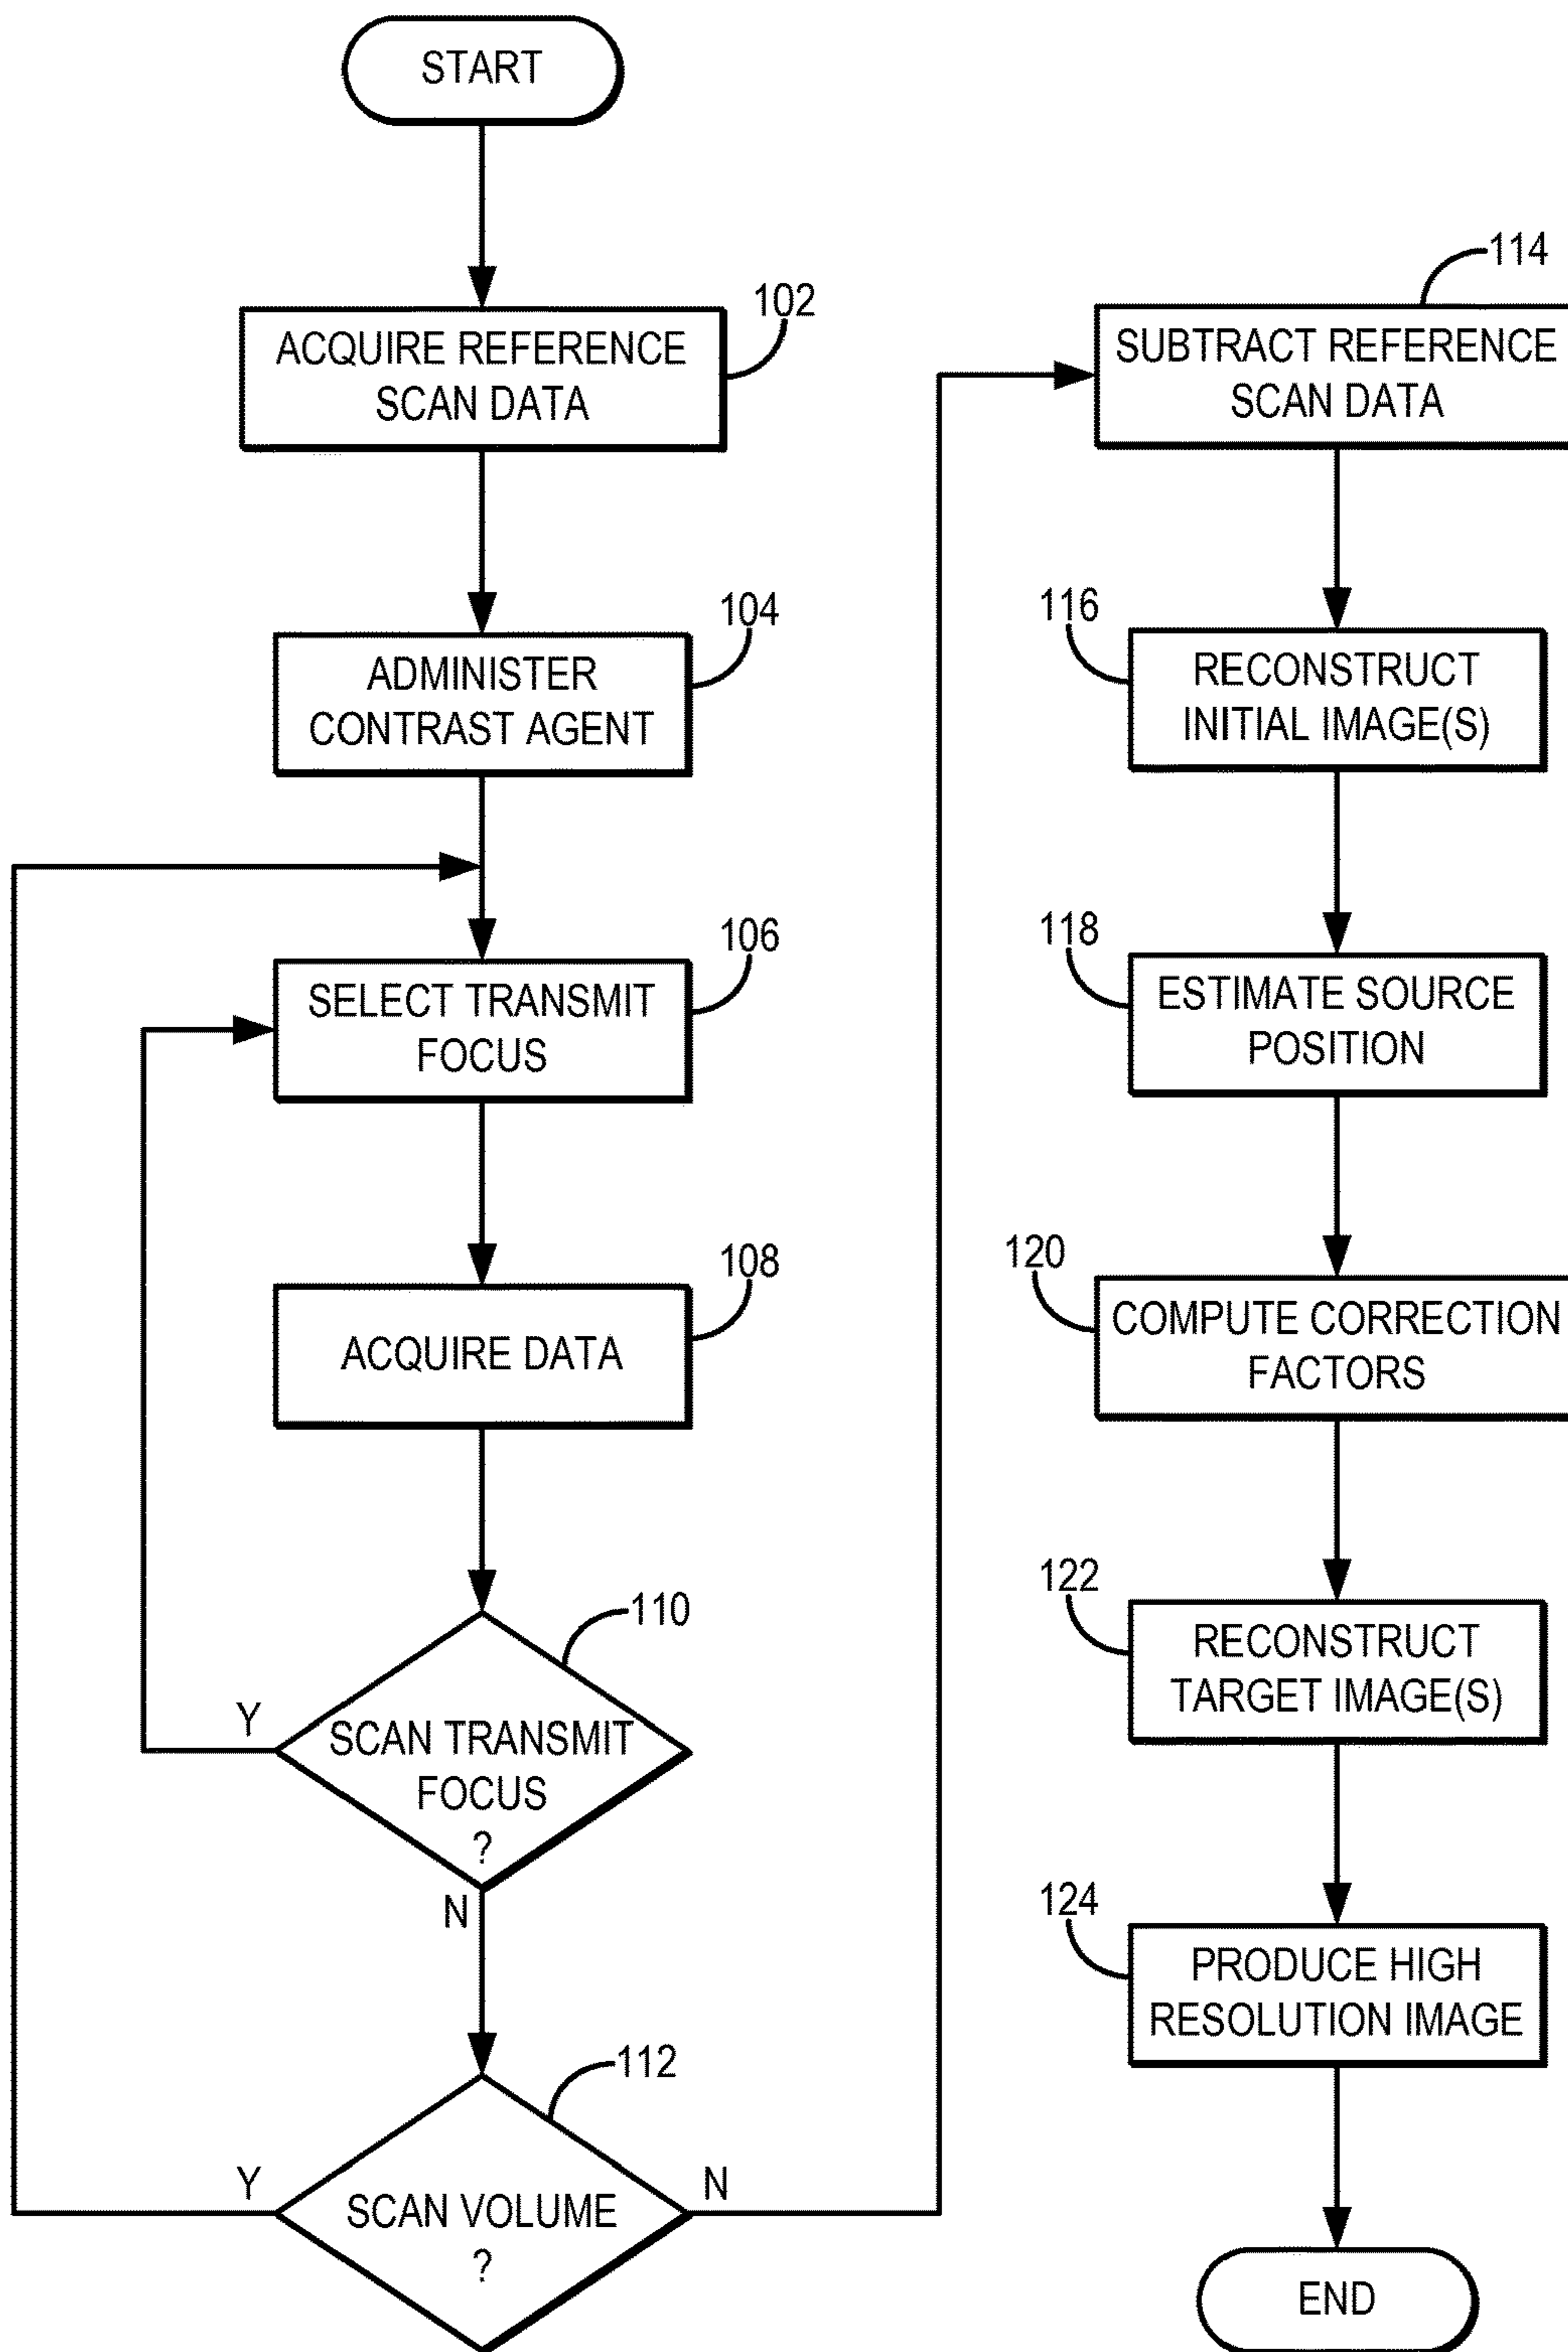 START
102
ACQUIRE REFERENCE
SCAN DATA
104
ADMINISTER
CONTRAST AGENT
106
SELECT TRANSMIT
FOCUS
108
ACQUIRE DATA
110
SCAN TRANSMIT
FOCUS
?
Y
N
112
SCAN VOLUME
?
Y
N
114
SUBTRACT REFERENCE
SCAN DATA
116
RECONSTRUCT
INITIAL IMAGE(S)
118
ESTIMATE SOURCE
POSITION
120
COMPUTE CORRECTION
FACTORS
122
RECONSTRUCT
TARGET IMAGE(S)
124
PRODUCE HIGH
RESOLUTION IMAGE
END